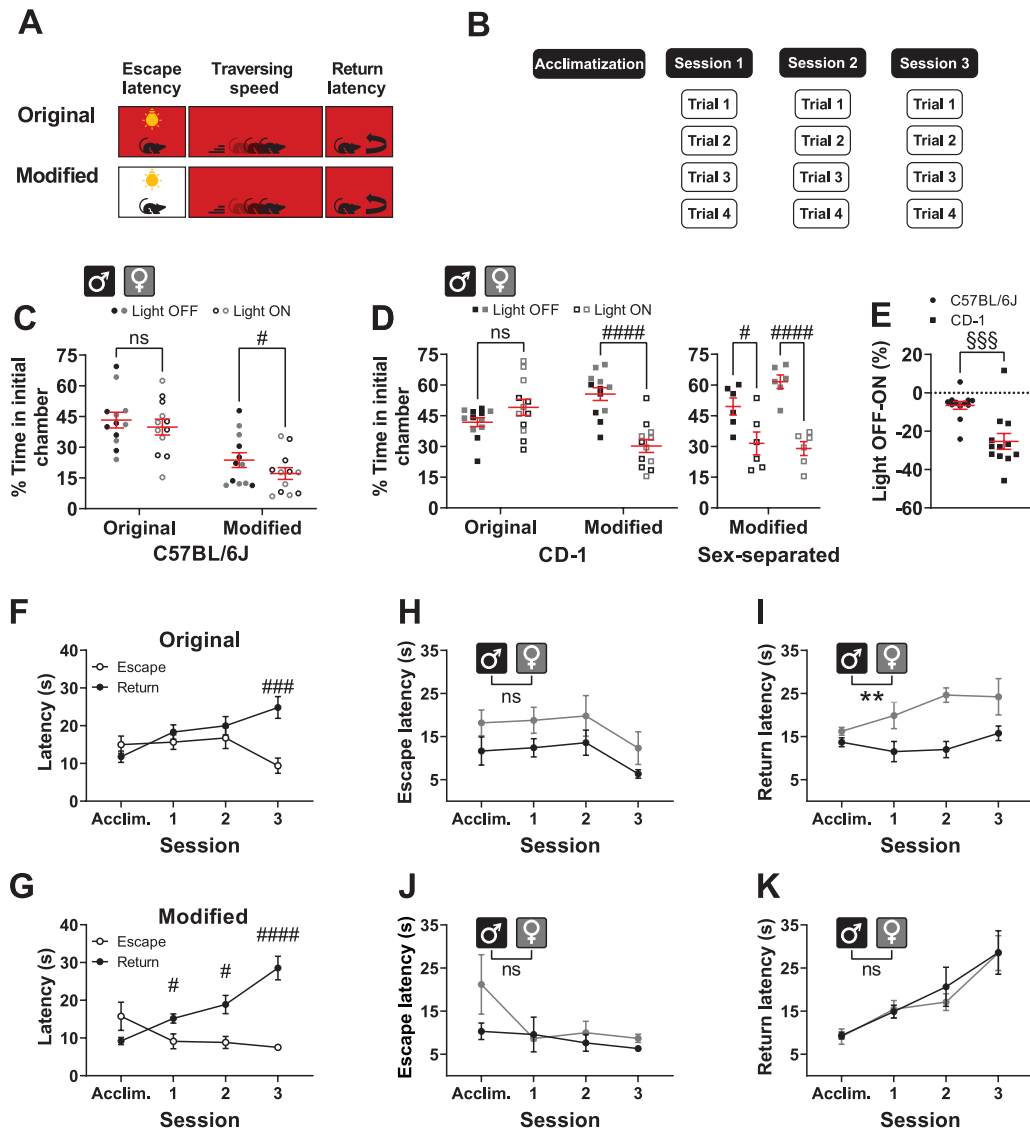 A
Escape latency
Traversing speed
Return latency
Original
Modified
B
Acclimatization
Session 1
Session 2
Session 3
Trial 1
Trial 1
Trial 1
Trial 2
Trial 2
Trial 2
Trial 3
Trial 3
Trial 3
Trial 4
Trial 4
Trial 4
C
♂ ♀
Light OFF
Light ON
ns
#
% Time in initial chamber
75
60
45
30
15
0
Original
Modified
C57BL/6J
D
♂ ♀
Light OFF
Light ON
ns
####
#
####
% Time in initial chamber
75
60
45
30
15
0
Original
Modified
CD-1
75
60
45
30
15
0
Modified
Sex-separated
E
C57BL/6J
CD-1
§§§
Light OFF-ON (%)
20
0
-20
-40
-60
F
Original
Escape
Return
###
Latency (s)
40
30
20
10
0
Acclim. 1 2 3
Session
H
♂ ♀
ns
Escape latency (s)
35
25
15
5
Acclim. 1 2 3
Session
I
♂ ♀
**
Return latency (s)
35
25
15
5
Acclim. 1 2 3
Session
G
Modified
Escape
Return
#
#
####
Latency (s)
40
30
20
10
0
Acclim. 1 2 3
Session
J
♂ ♀
ns
Escape latency (s)
35
25
15
5
Acclim. 1 2 3
Session
K
♂ ♀
ns
Return latency (s)
35
25
15
5
Acclim. 1 2 3
Session